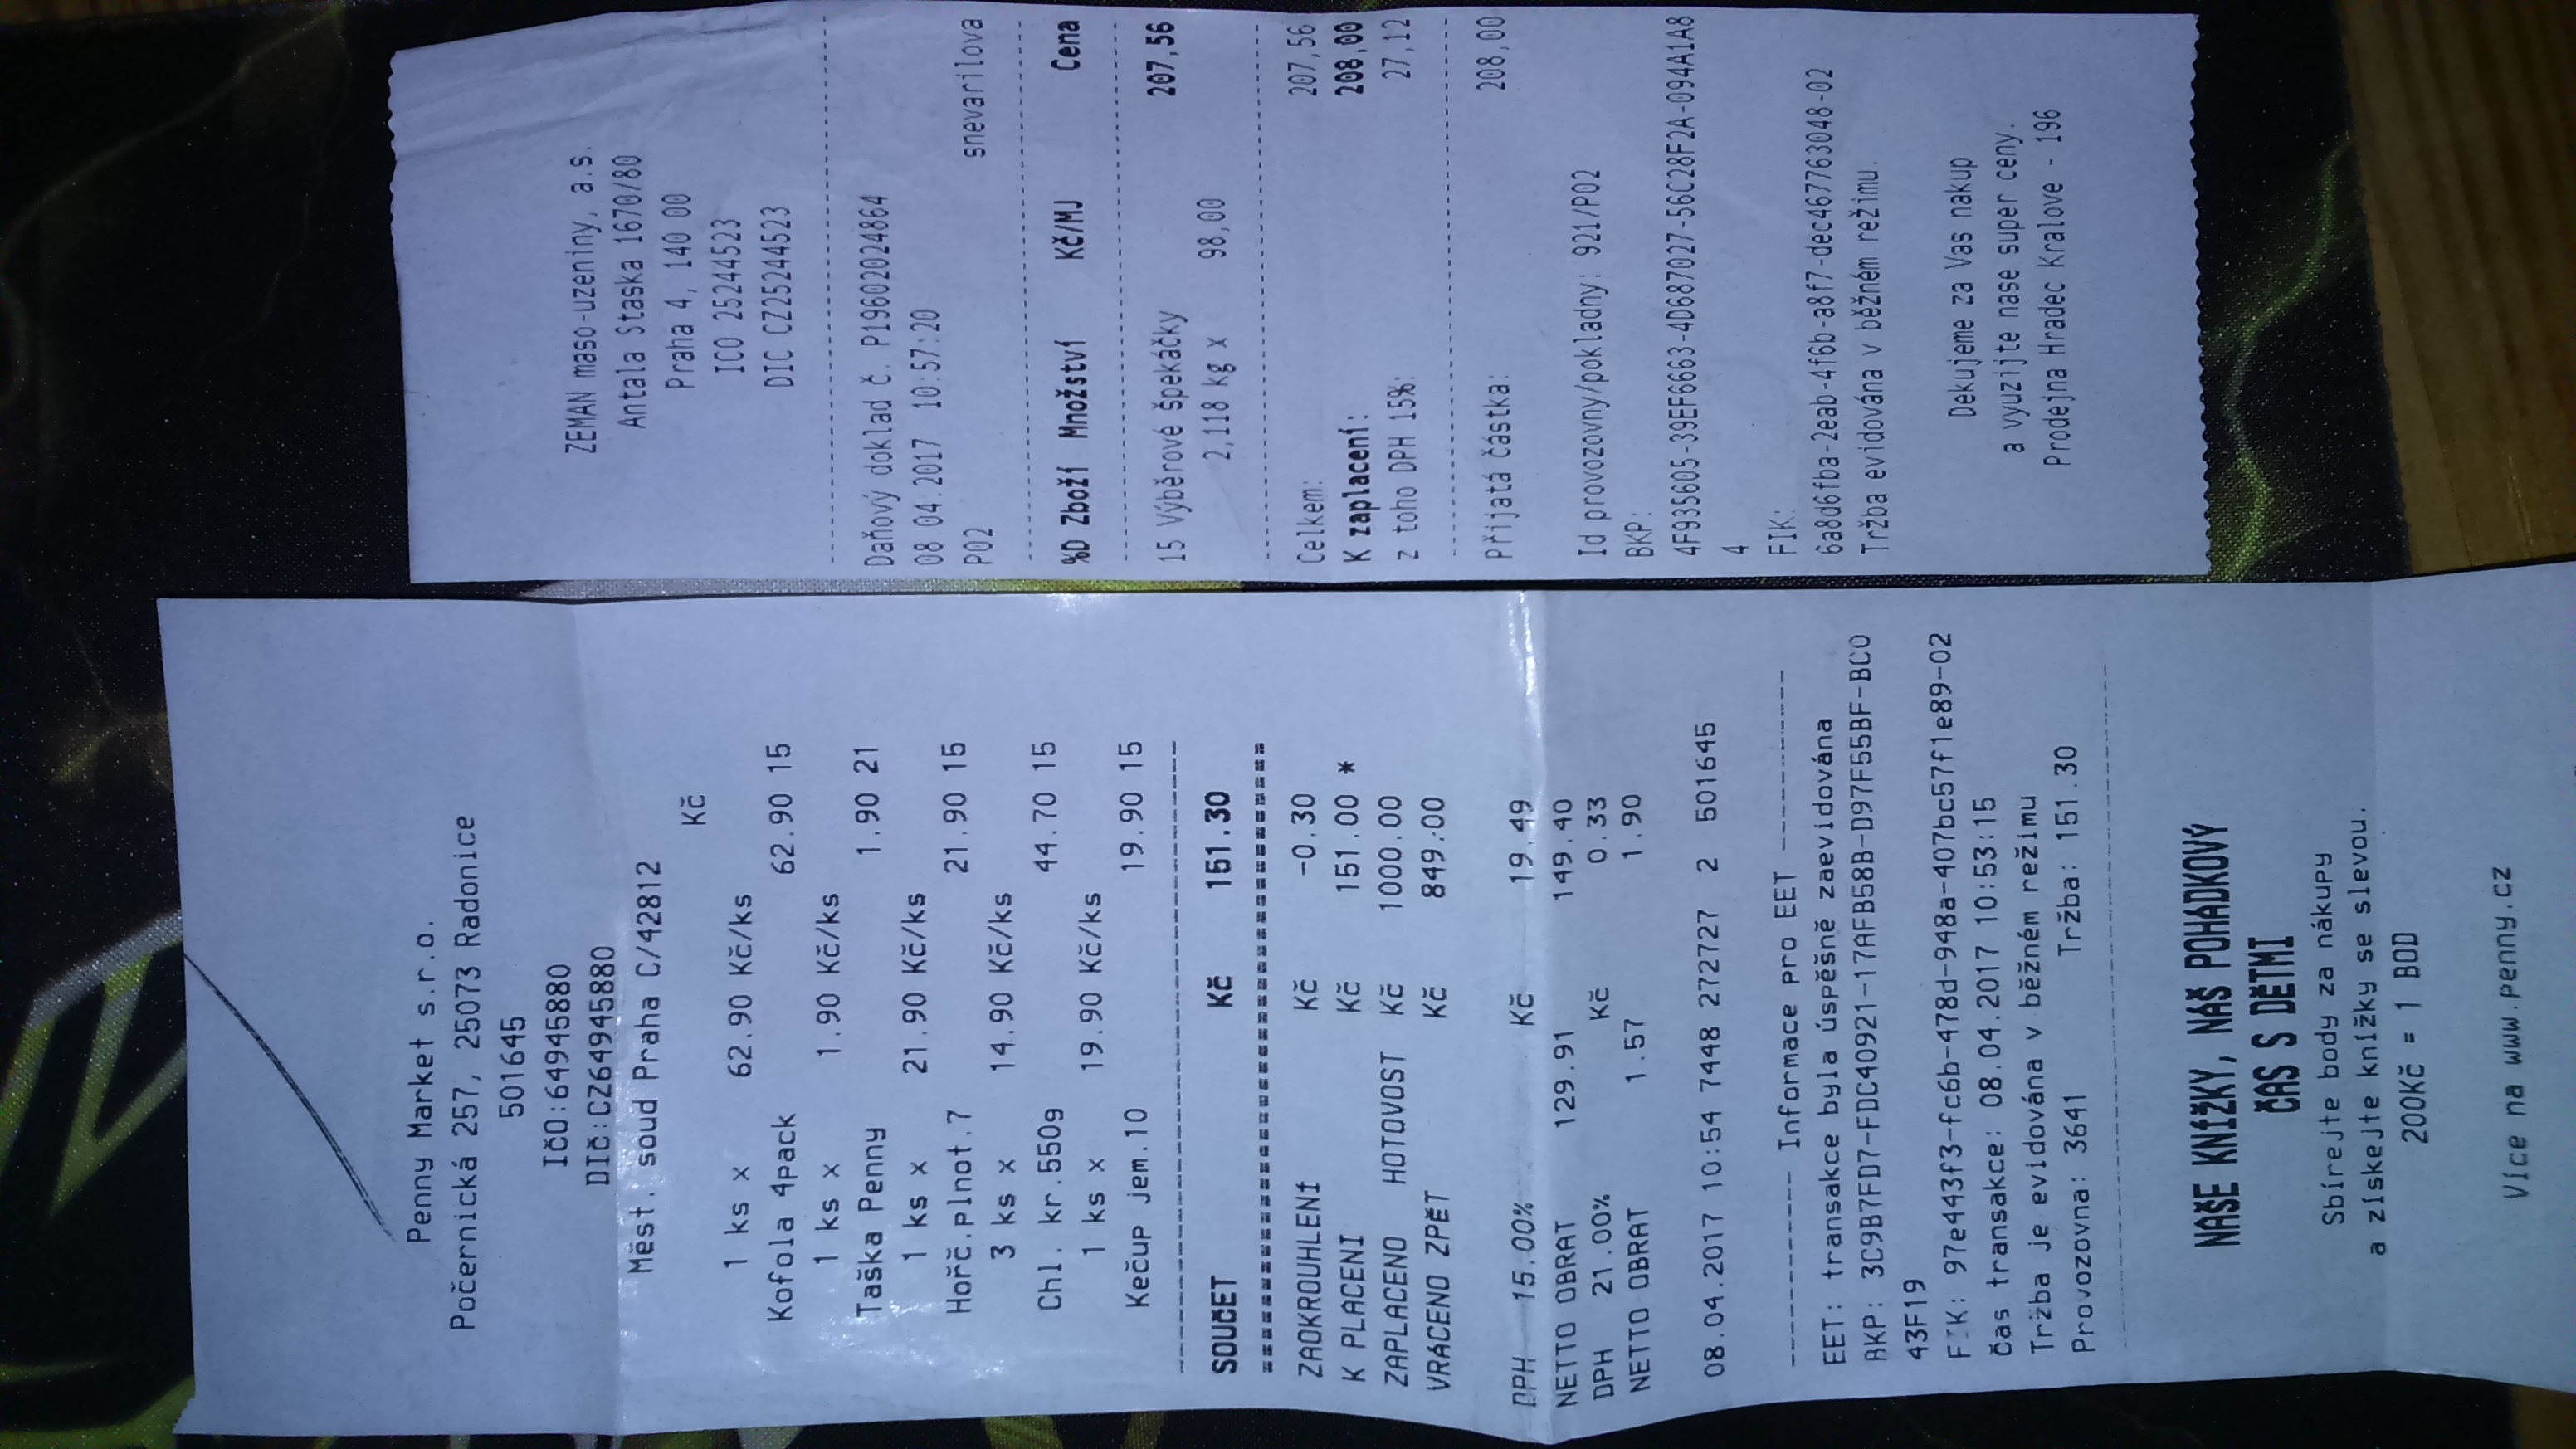 Penny Market s.r.o.
Počernická 257, 25073 Radonice
501645
IČO:64945880
DIČ:CZ64945880
Měst. soud Praha C/42812
Kč
1 ks x 62.90 Kč/ks
Kofola 4pack 62.90 15
1 ks x 1.90 Kč/ks
Taška Penny 1.90 21
1 ks x 21.90 Kč/ks
Hořč.plnot.7 21.90 15
3 ks x 14.90 Kč/ks
Chl. kr.550g 44.70 15
1 ks x 19.90 Kč/ks
Kečup jem.10 19.90 15
SOUČET Kč 151.30
ZAOKROUHLENÍ Kč -0.30
K PLACENI Kč 151.00 *
ZAPLACENO HOTOVOST Kč 1000.00
VRÁCENO ZPĚT Kč 849.00
DPH 15.00% Kč 19.49
NETTO OBRAT 129.91 149.40
DPH 21.00% Kč 0.33
NETTO OBRAT 1.57 1.90
08.04.2017 10:54 7448 272727 2 501645
------------ Informace pro EET -----------
EET: transakce byla úspěšně zaevidována
BKP: 3C9B7FD7-FDC40921-17AFB58B-D97F55BF-BC0
43F19
FIK: 97e443f3-fc6b-478d-948a-407bc57f1e89-02
Čas transakce: 08.04.2017 10:53:15
Tržba je evidována v běžném režimu
Provozovna: 3641 Tržba: 151.30
NAŠE KNÍŽKY, NÁŠ POHÁDKOVÝ
ČAS S DĚTMI
Sbírejte body za nákupy
a získejte knížky se slevou.
200Kč = 1 BOD
Více na www.penny.cz
ZEMAN maso-uzeniny, a.s.
Antala Staska 1670/80
Praha 4, 140 00
ICO 25244523
DIC CZ25244523
Daňový doklad č. P19602024864
08.04.2017 10:57:20
P02 snevarilova
%D Zboží Množství Kč/MJ Cena
15 Výběrové špekáčky 207,56
2,118 kg x 98,00
Celkem: 207,56
K zaplacení: 208,00
z toho DPH 15%: 27,12
Přijatá částka: 208,00
Id provozovny/pokladny: 921/P02
BKP:
4F935605-39EF6663-4D687027-56C28F2A-094A1A8
4
FIK:
6a8d6fba-2eab-4f6b-a8f7-dec467763048-02
Tržba evidována v běžném režimu.
Dekujeme za Vas nakup
a vyuzijte nase super ceny.
Prodejna Hradec Kralove - 196